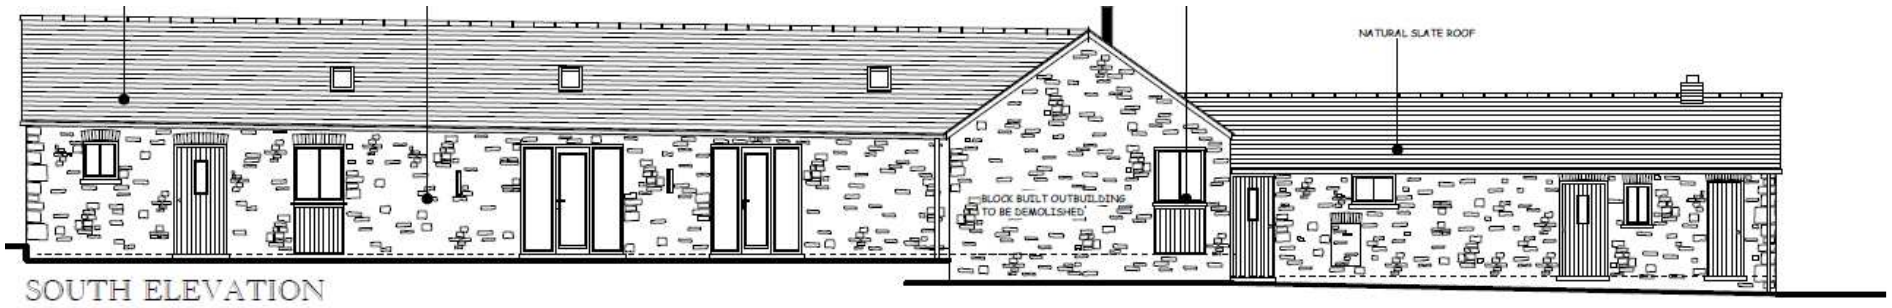 NATURAL SLATE ROOF
BLOCK BUILT OUTBUILDING
TO BE DEMOLISHED
SOUTH ELEVATION